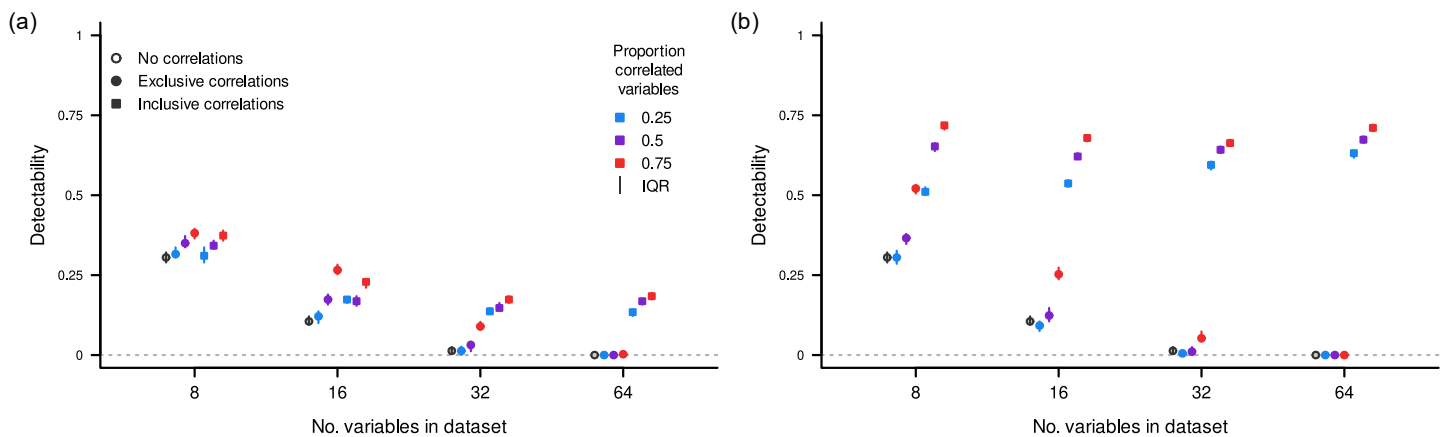 (a)
1
0.75
0.5
0.25
0
Detectability
No correlations
Exclusive correlations
Inclusive correlations
Proportion
correlated
variables
0.25
0.5
0.75
IQR
8
16
32
64
No. variables in dataset
(b)
1
0.75
0.5
0.25
0
Detectability
8
16
32
64
No. variables in dataset